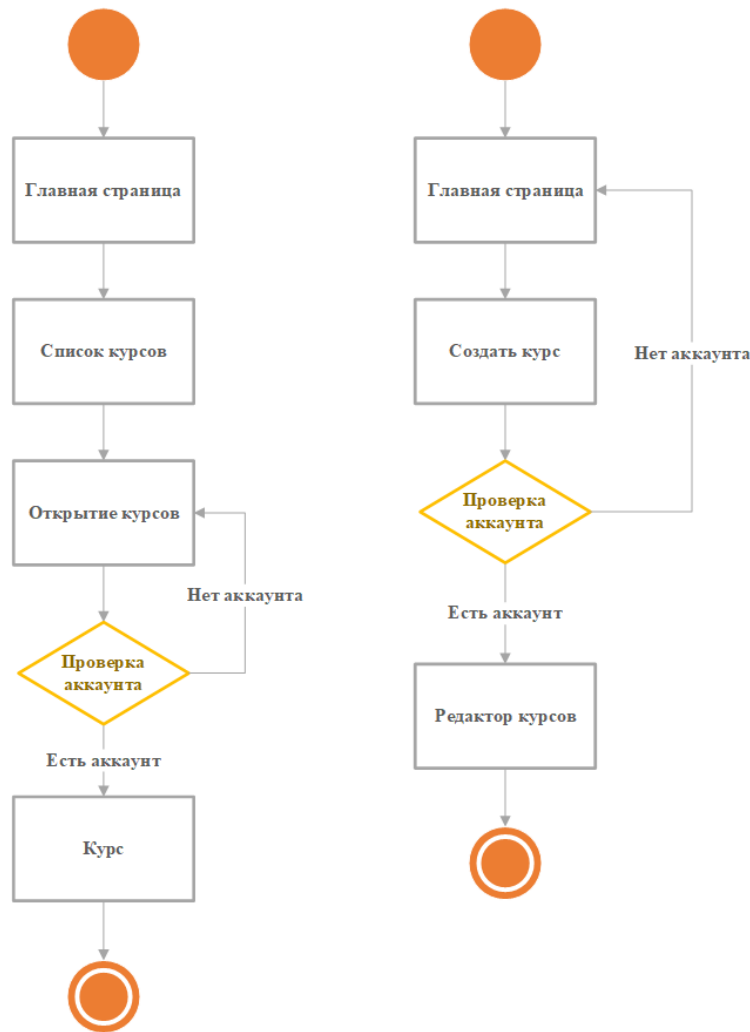 Главная страница
Список курсов
Открытие курсов
Нет аккаунта
Проверка
аккаунта
Есть аккаунт
Курс
Главная страница
Создать курс
Нет аккаунта
Проверка
аккаунта
Есть аккаунт
Редактор курсов